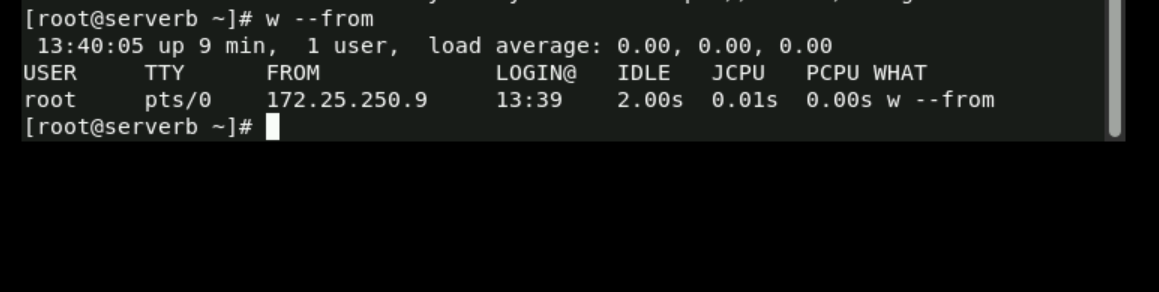 [root@serverb ~]# w --from
 13:40:05 up 9 min,  1 user,  load average: 0.00, 0.00, 0.00
USER     TTY      FROM             LOGIN@   IDLE   JCPU   PCPU WHAT
root     pts/0    172.25.250.9     13:39    2.00s  0.01s  0.00s w --from
[root@serverb ~]#